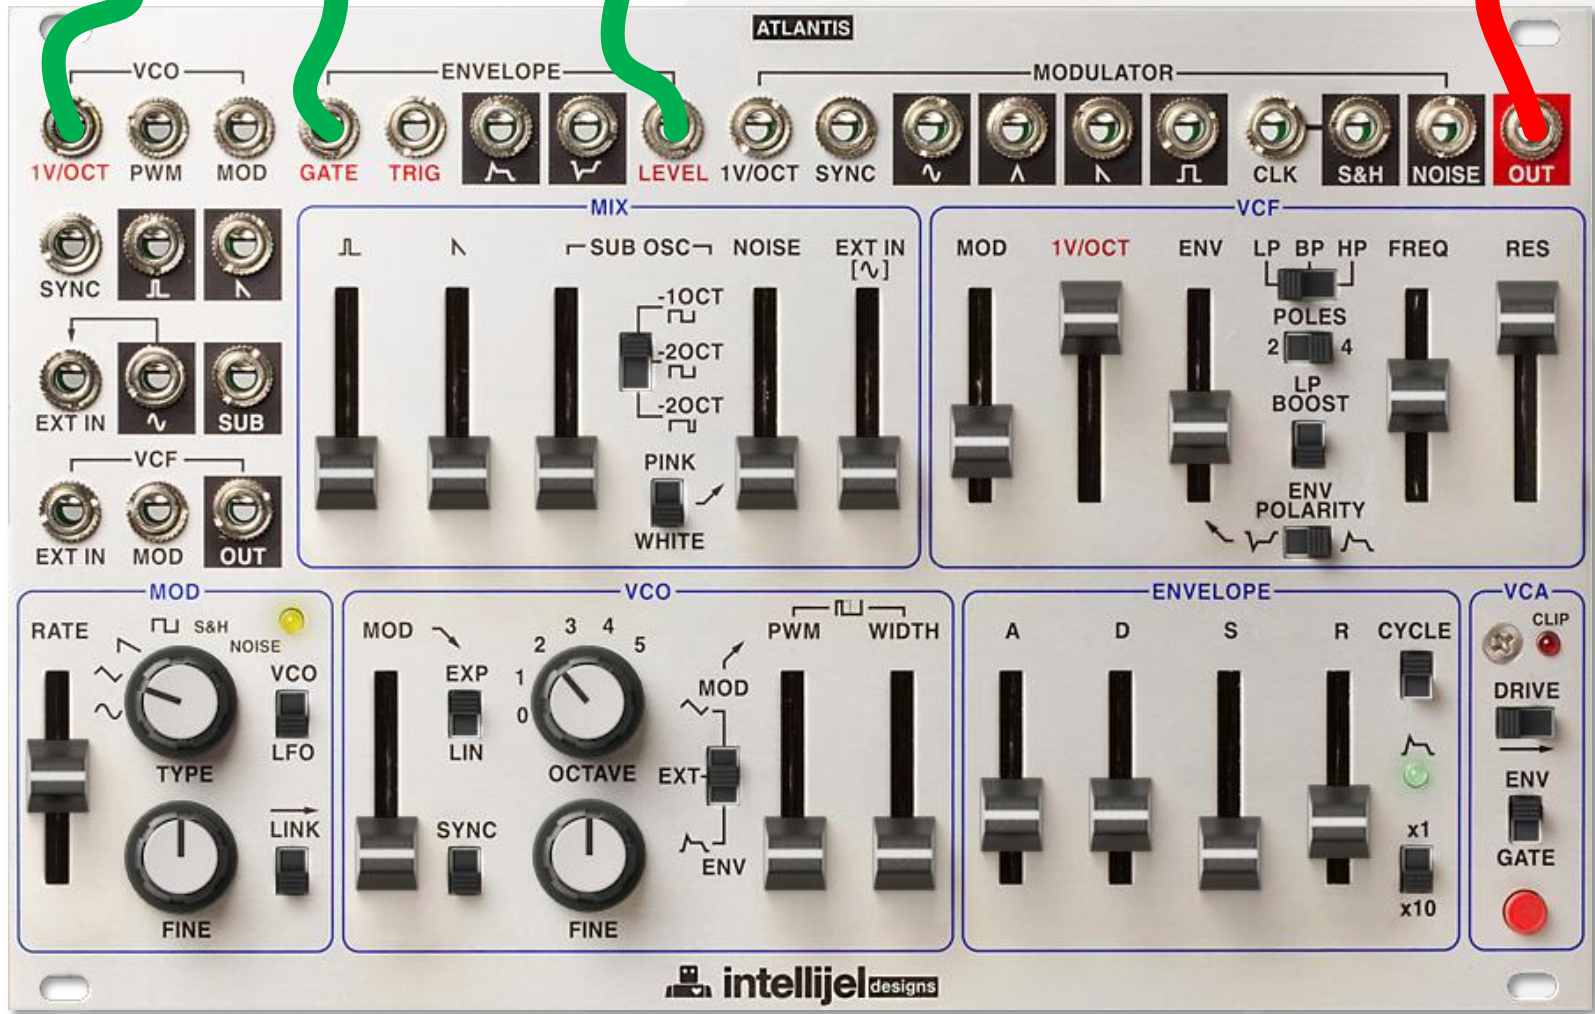 ATLANTIS
VCO
ENVELOPE
MODULATOR
1V/OCT PWM MOD GATE TRIG LEVEL 1V/OCT SYNC CLK S&H NOISE OUT
MIX
VCF
SUB OSC NOISE EXT IN
MOD 1V/OCT ENV LP BP HP FREQ RES
SYNC
-1OCT
-2OCT
-2OCT
POLES
2 4
LP
BOOST
EXT IN SUB
VCF
PINK
WHITE
ENV
POLARITY
EXT IN MOD OUT
MOD
RATE
S&H
NOISE
VCO
LFO
TYPE
LINK
FINE
VCO
MOD
EXP
LIN
SYNC
0 1 2 3 4 5
OCTAVE
FINE
MOD
EXT
ENV
PWM WIDTH
ENVELOPE
A D S R CYCLE
x1
x10
VCA
CLIP
DRIVE
ENV
GATE
intellijel designs